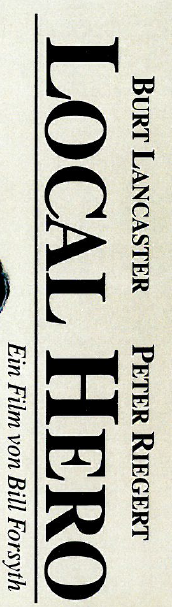 BURT LANCASTER PETER RIEGERT
LOCAL HERO
Ein Film von Bill Forsyth